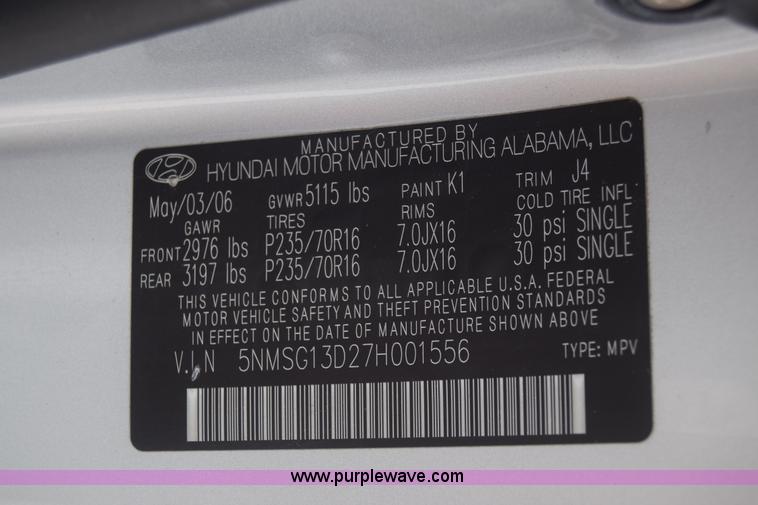 MANUFACTURED BY
HYUNDAI MOTOR MANUFACTURING ALABAMA, LLC
May/03/06 GVWR 5115 lbs PAINT K1 TRIM J4
GAWR TIRES RIMS COLD TIRE INFL
FRONT 2976 lbs P235/70R16 7.0JX16 30 psi SINGLE
REAR 3197 lbs P235/70R16 7.0JX16 30 psi SINGLE
THIS VEHICLE CONFORMS TO ALL APPLICABLE U.S.A. FEDERAL
MOTOR VEHICLE SAFETY AND THEFT PREVENTION STANDARDS
IN EFFECT ON THE DATE OF MANUFACTURE SHOWN ABOVE
V.I.N 5NMSG13D27H001556 TYPE: MPV
www.purplewave.com